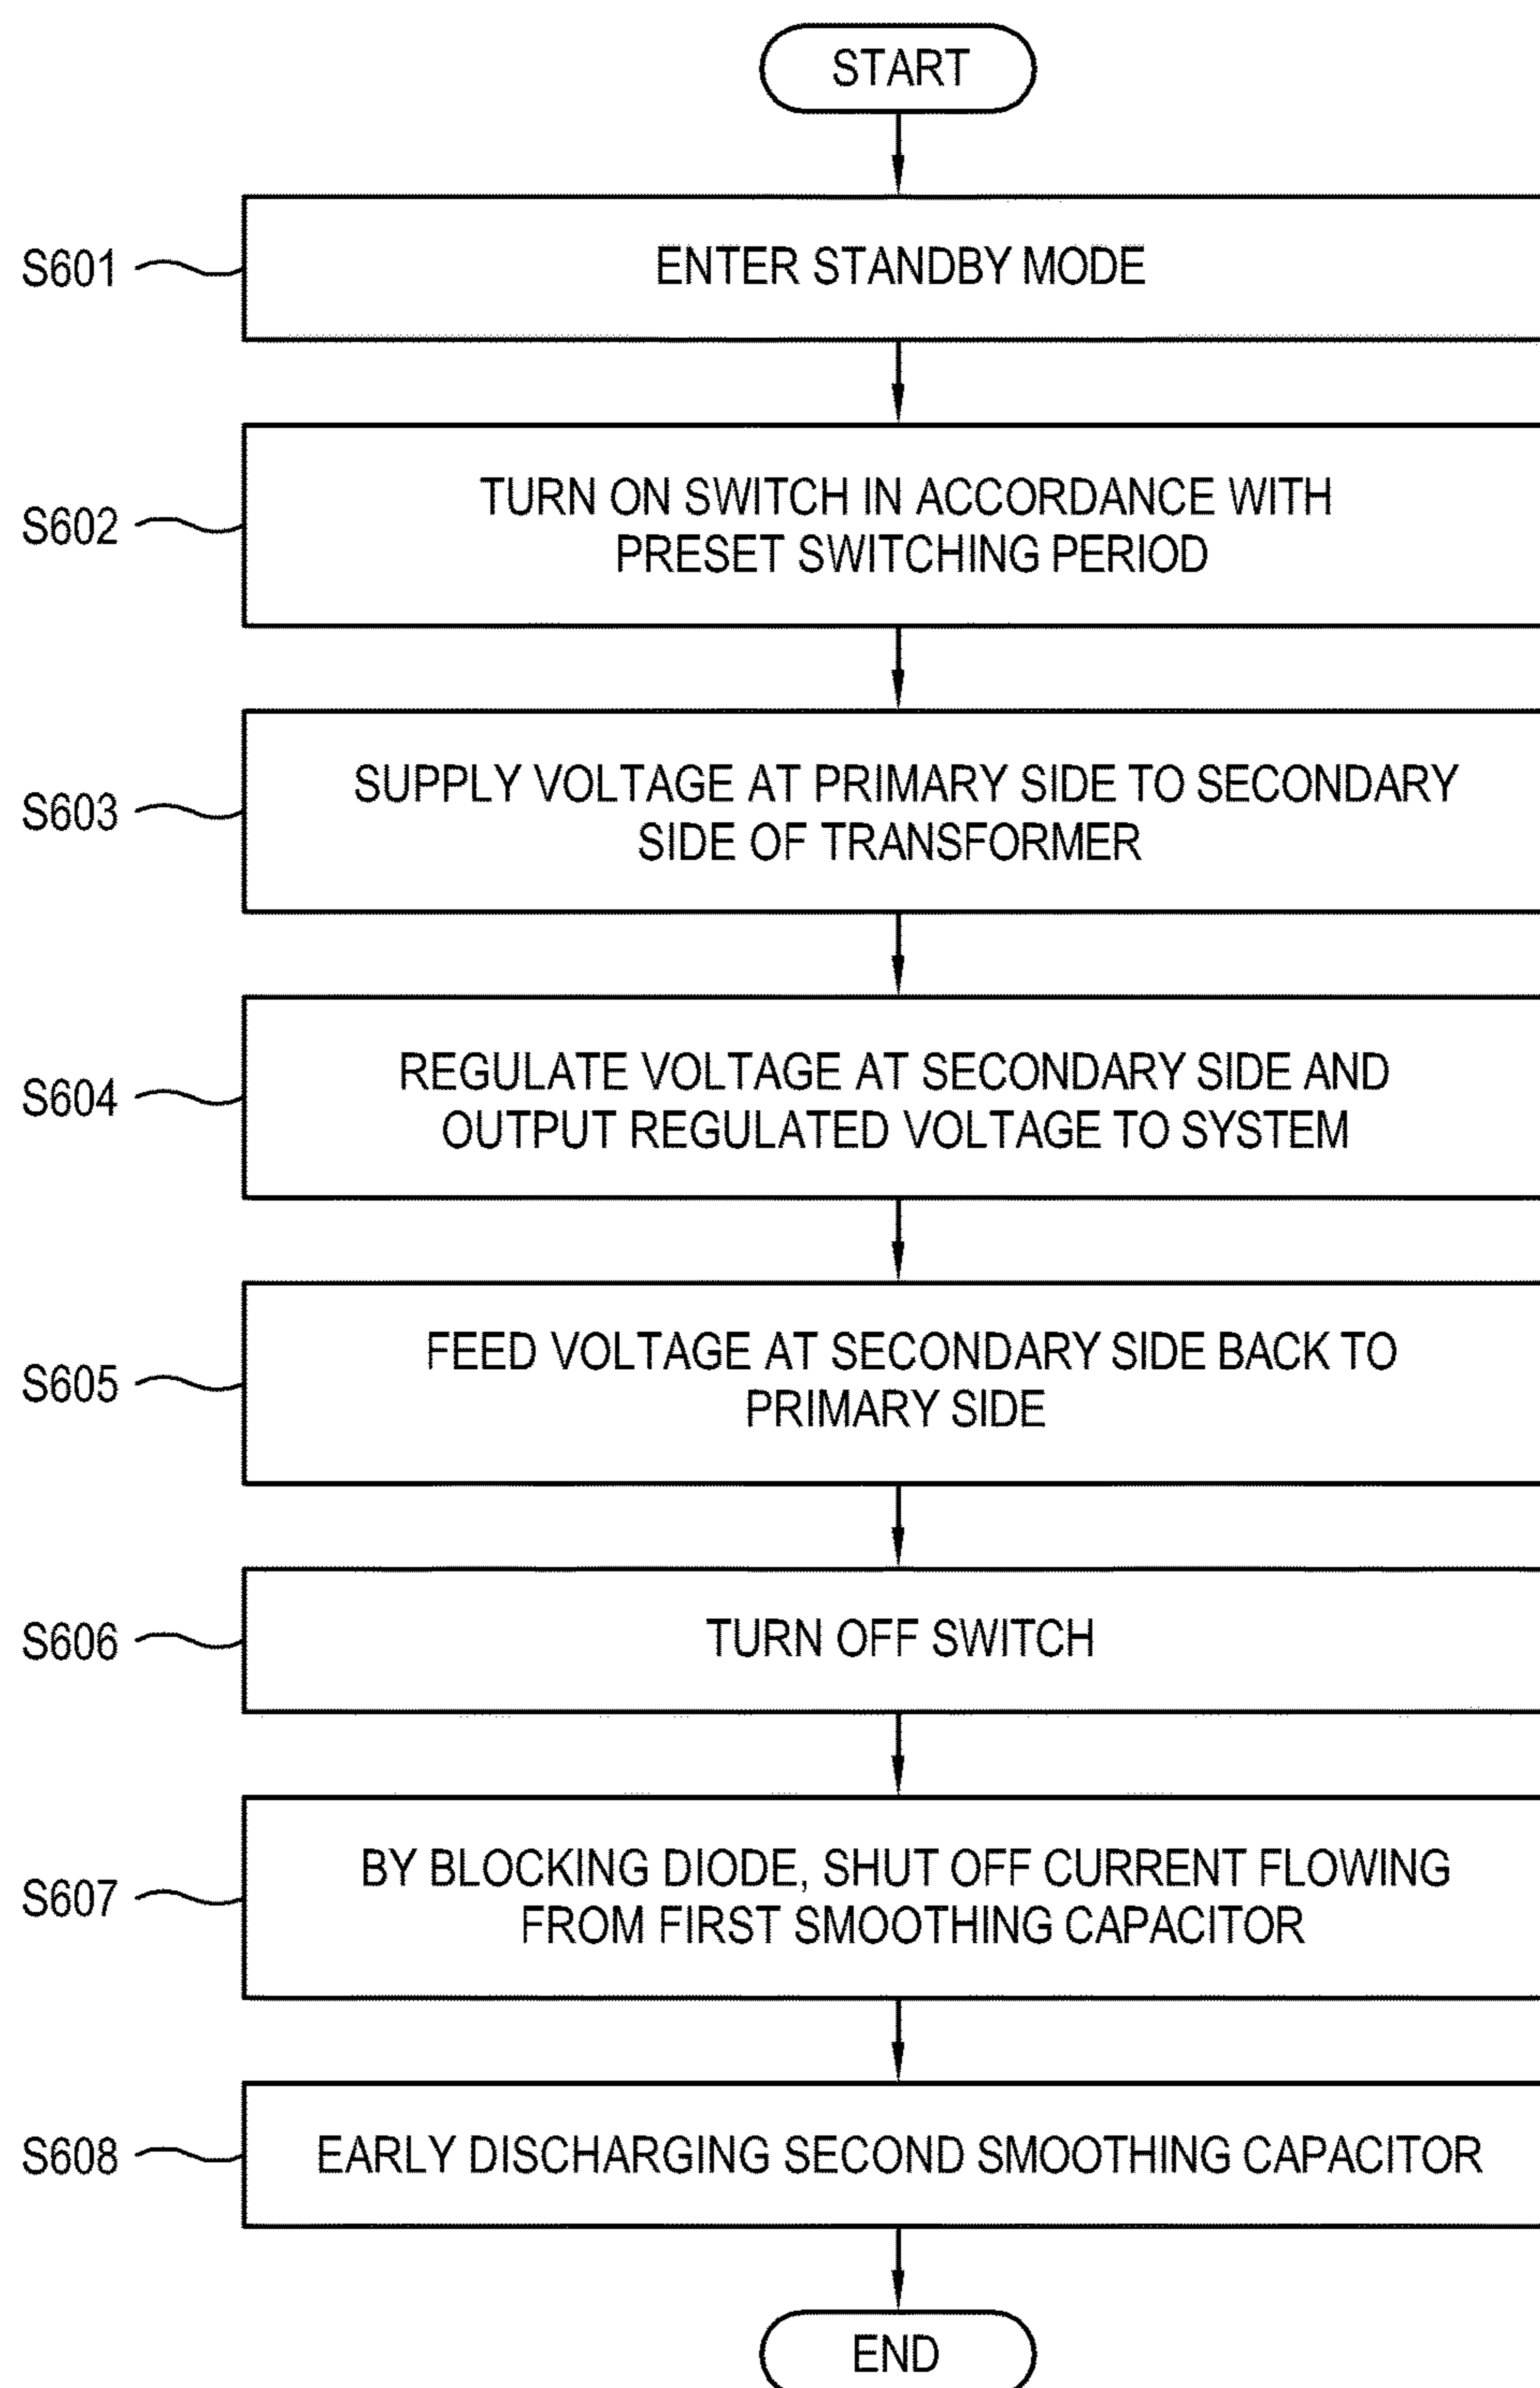 START
S601
ENTER STANDBY MODE
S602
TURN ON SWITCH IN ACCORDANCE WITH
PRESET SWITCHING PERIOD
S603
SUPPLY VOLTAGE AT PRIMARY SIDE TO SECONDARY
SIDE OF TRANSFORMER
S604
REGULATE VOLTAGE AT SECONDARY SIDE AND
OUTPUT REGULATED VOLTAGE TO SYSTEM
S605
FEED VOLTAGE AT SECONDARY SIDE BACK TO
PRIMARY SIDE
S606
TURN OFF SWITCH
S607
BY BLOCKING DIODE, SHUT OFF CURRENT FLOWING
FROM FIRST SMOOTHING CAPACITOR
S608
EARLY DISCHARGING SECOND SMOOTHING CAPACITOR
END